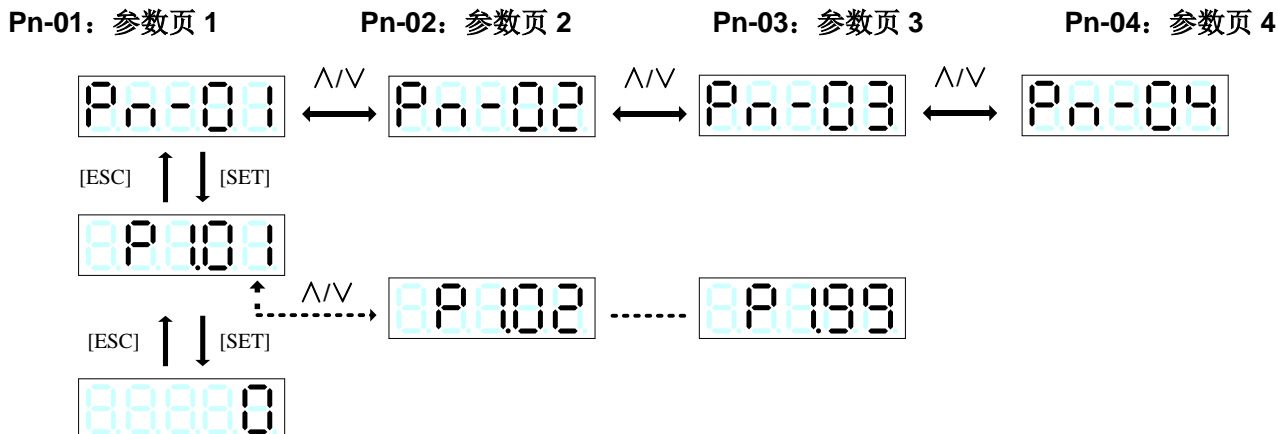 Pn-01：参数页 1 Pn-02：参数页 2 Pn-03：参数页 3 Pn-04：参数页 4
Pn-01 Λ/V Pn-02 Λ/V Pn-03 Λ/V Pn-04
[ESC] [SET]
P1.01
Λ/V P1.02 P1.99
[ESC] [SET]
0